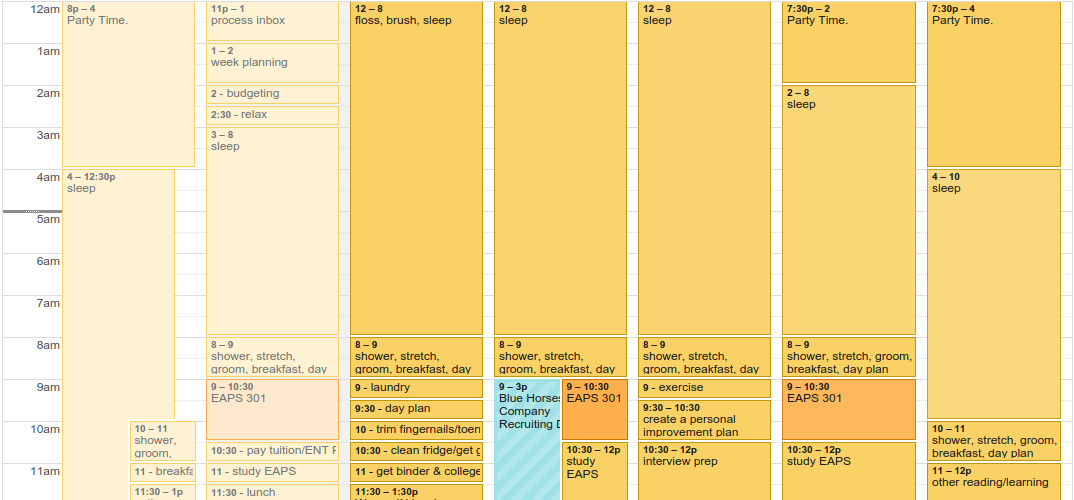 12am
1am
2am
3am
4am
5am
6am
7am
8am
9am
10am
11am
8p – 4
Party Time.
4 – 12:30p
sleep
10 – 11
shower,
groom,
11 - breakfa
11:30 – 1p
11p – 1
process inbox
1 – 2
week planning
2 - budgeting
2:30 - relax
3 – 8
sleep
8 – 9
shower, stretch,
groom, breakfast, day
9 – 10:30
EAPS 301
10:30 - pay tuition/ENT F
11 - study EAPS
11:30 - lunch
12 – 8
floss, brush, sleep
8 – 9
shower, stretch,
groom, breakfast, day
9 - laundry
9:30 - day plan
10 - trim fingernails/toen
10:30 - clean fridge/get g
11 - get binder & college
11:30 – 1:30p
12 – 8
sleep
8 – 9
shower, stretch,
groom, breakfast, day
9 – 3p
Blue Horses
Company
Recruiting D
9 – 10:30
EAPS 301
10:30 – 12p
study
EAPS
12 – 8
sleep
8 – 9
shower, stretch,
groom, breakfast, day
9 - exercise
9:30 – 10:30
create a personal
improvement plan
10:30 – 12p
interview prep
7:30p – 2
Party Time.
2 – 8
sleep
8 – 9
shower, stretch, groom,
breakfast, day plan
9 – 10:30
EAPS 301
10:30 – 12p
study EAPS
7:30p – 4
Party Time.
4 – 10
sleep
10 – 11
shower, stretch, groom,
breakfast, day plan
11 – 12p
other reading/learning